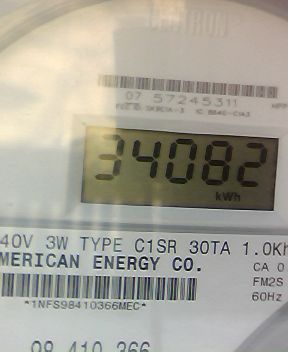 CENTRON
07 57245311
34082
kWh
40V 3W TYPE C1SR 30TA 1.0Kh
MERICAN ENERGY CO.
CA 0.
FM2S
*1NFS98410366MEC*
60Hz
98 410 366